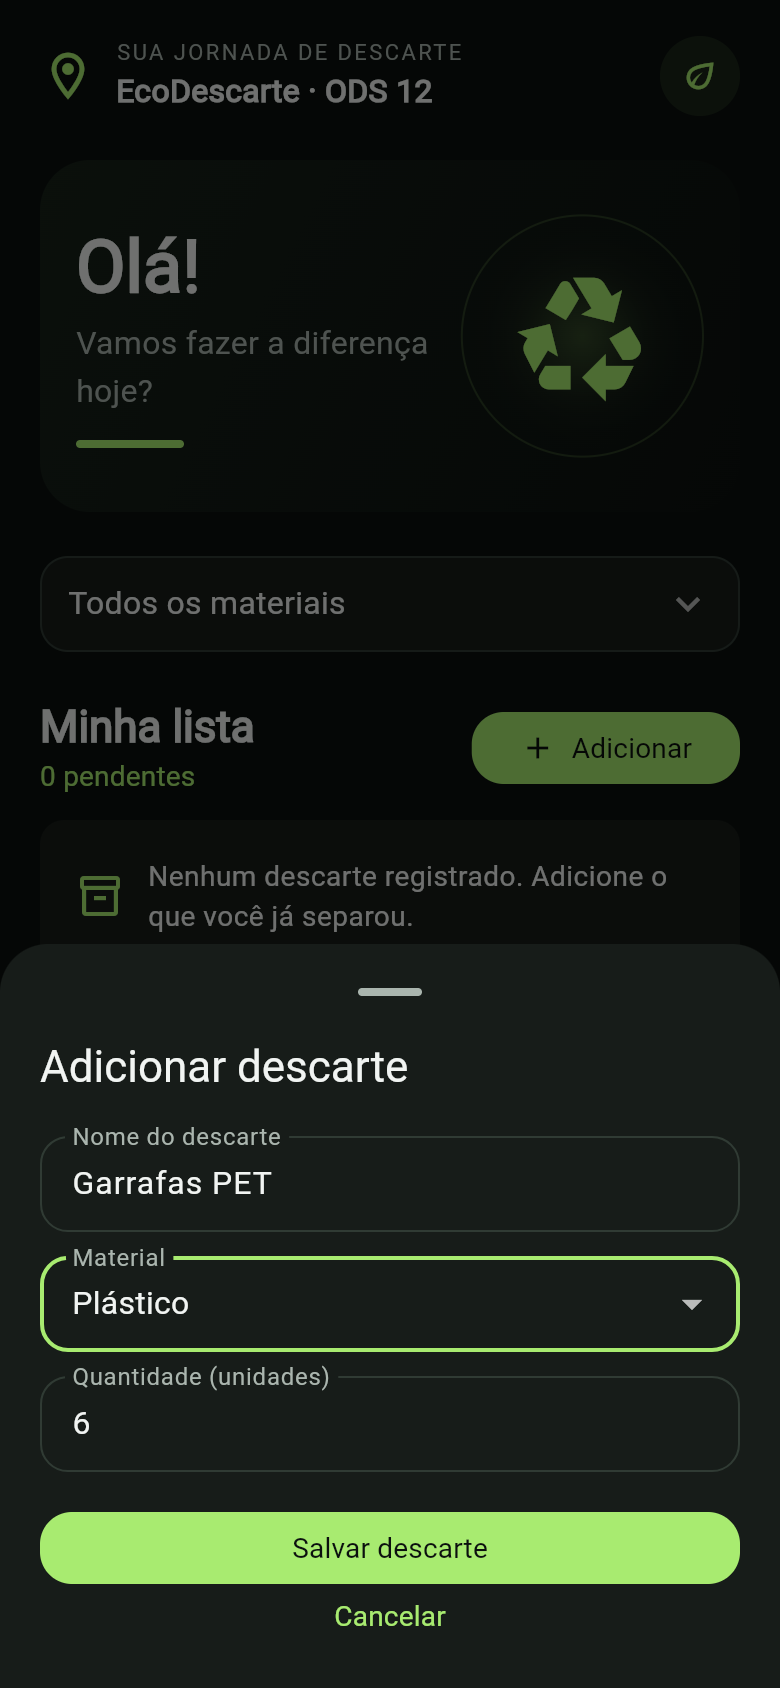 SUA JORNADA DE DESCARTE
EcoDescarte · ODS 12
Olá!
Vamos fazer a diferença
hoje?
Todos os materiais
Minha lista
0 pendentes
Adicionar
Nenhum descarte registrado. Adicione o
que você já separou.
Adicionar descarte
Nome do descarte
Garrafas PET
Material
Plástico
Quantidade (unidades)
6
Salvar descarte
Cancelar